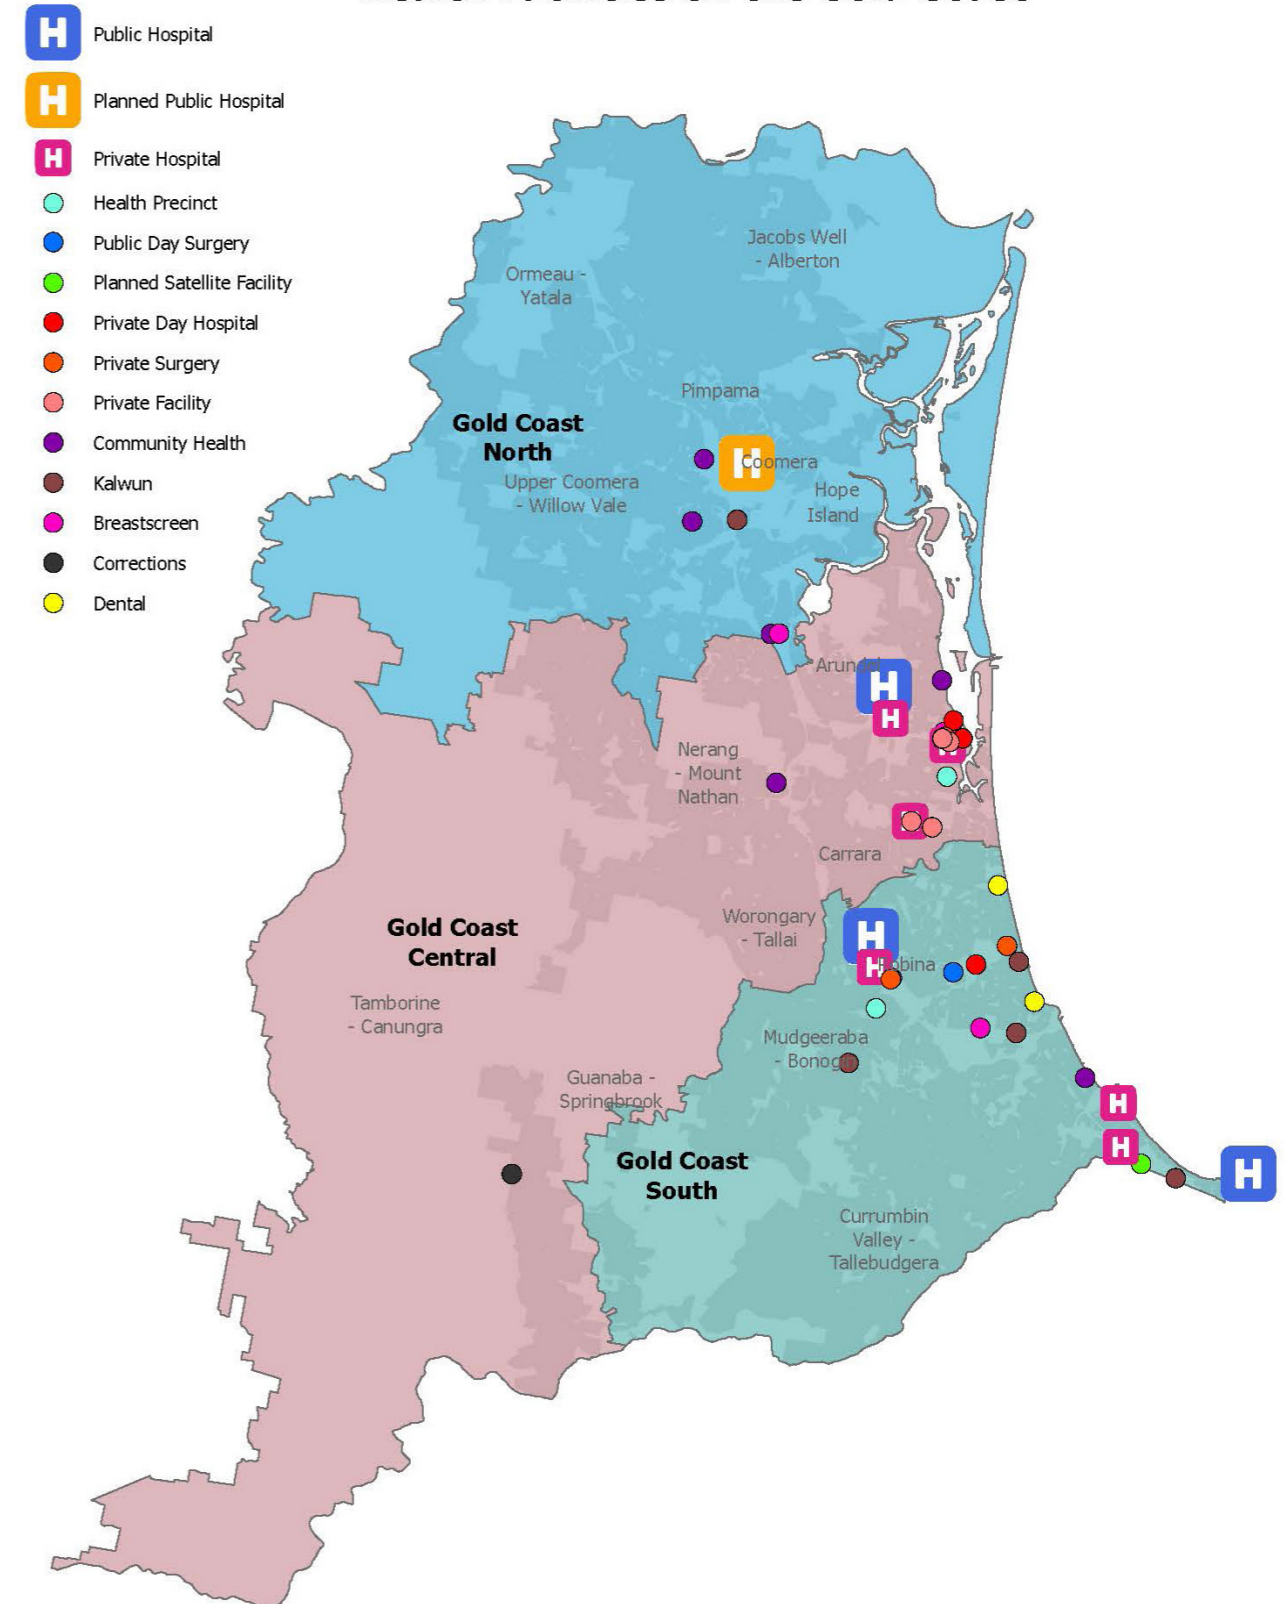 H Public Hospital
H Planned Public Hospital
H Private Hospital
Health Precinct
Public Day Surgery
Planned Satellite Facility
Private Day Hospital
Private Surgery
Private Facility
Community Health
Kalwun
Breastscreen
Corrections
Dental
Jacobs Well
- Alberton
Ormeau -
Yatala
Pimpama
Gold Coast
North
H
Coomera
Upper Coomera
- Willow Vale
Hope
Island
Arundel
H
H
Nerang
- Mount
Nathan
H
Carrara
Worongary
- Tallai
Gold Coast
Central
H
H
Robina
Tamborine
- Canungra
Mudgeeraba
- Bonogin
Guanaba -
Springbrook
H
H
H
Gold Coast
South
Currumbin
Valley -
Tallebudgera